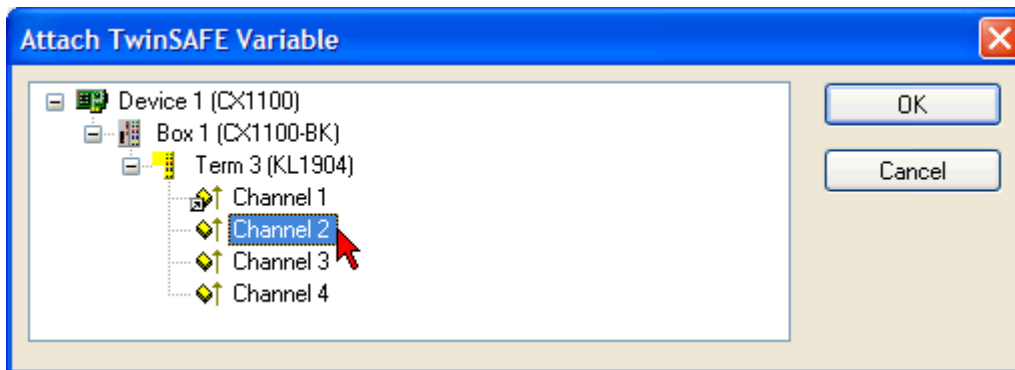 Attach TwinSAFE Variable
Device 1 (CX1100)
OK
Box 1 (CX1100-BK)
Term 3 (KL1904)
Cancel
Channel 1
Channel 2
Channel 3
Channel 4